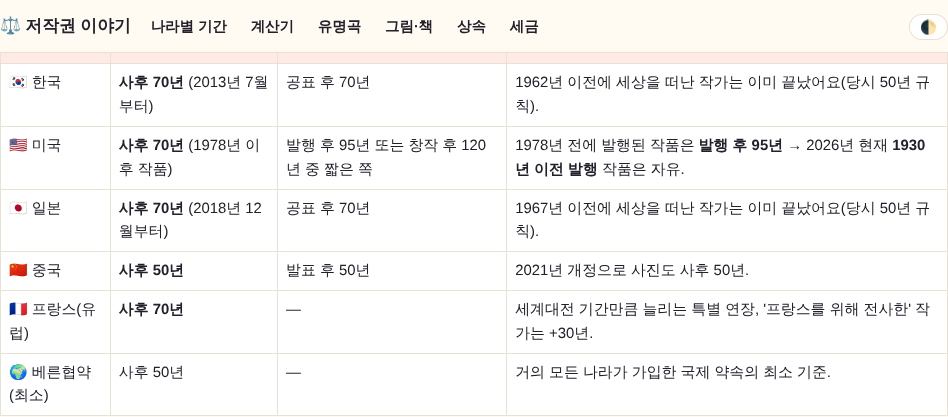 저작권 이야기 나라별 기간 계산기 유명곡 그림·책 상속 세금
한국 사후 70년 (2013년 7월 공표 후 70년 1962년 이전에 세상을 떠난 작가는 이미 끝났어요(당시 50년 규
부터) 칙).
미국 사후 70년 (1978년 이 발행 후 95년 또는 창작 후 120 1978년 전에 발행된 작품은 발행 후 95년 → 2026년 현재 1930
후 작품) 년 중 짧은 쪽 년 이전 발행 작품은 자유.
일본 사후 70년 (2018년 12 공표 후 70년 1967년 이전에 세상을 떠난 작가는 이미 끝났어요(당시 50년 규
월부터) 칙).
중국 사후 50년 발표 후 50년 2021년 개정으로 사진도 사후 50년.
프랑스(유 사후 70년 — 세계대전 기간만큼 늘리는 특별 연장, '프랑스를 위해 전사한' 작
럽) 가는 +30년.
베른협약 사후 50년 — 거의 모든 나라가 가입한 국제 약속의 최소 기준.
(최소)